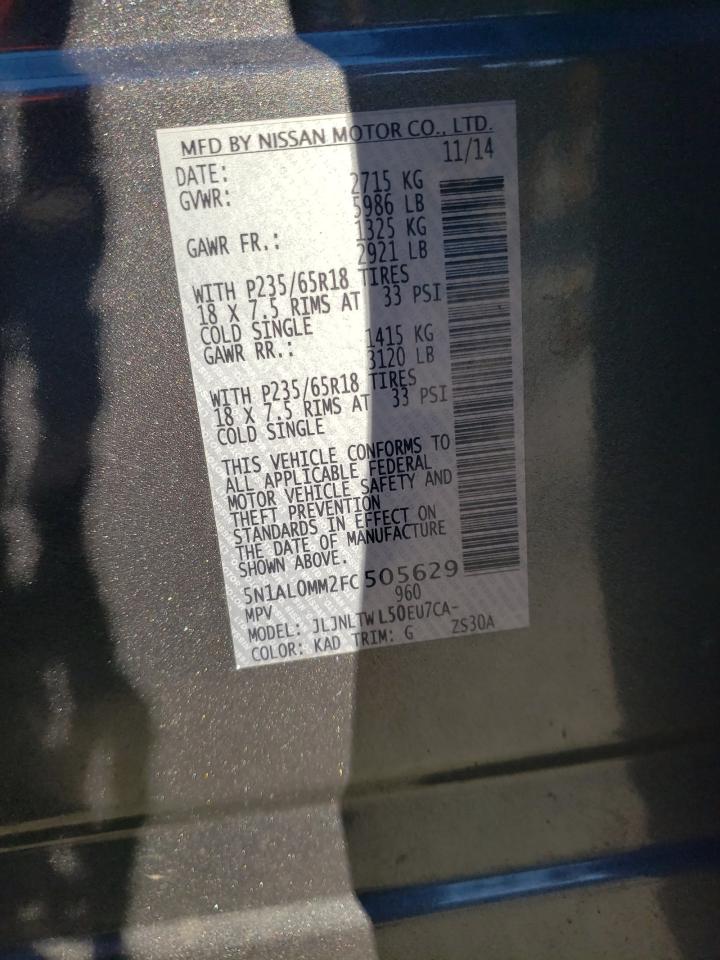 MFD BY NISSAN MOTOR CO., LTD.
DATE: 11/14
GVWR: 2715 KG
5986 LB
GAWR FR.: 1325 KG
2921 LB
WITH P235/65R18 TIRES
18 X 7.5 RIMS AT 33 PSI
COLD SINGLE
GAWR RR.: 1415 KG
3120 LB
WITH P235/65R18 TIRES
18 X 7.5 RIMS AT 33 PSI
COLD SINGLE
THIS VEHICLE CONFORMS TO
ALL APPLICABLE FEDERAL
MOTOR VEHICLE SAFETY AND
THEFT PREVENTION
STANDARDS IN EFFECT ON
THE DATE OF MANUFACTURE
SHOWN ABOVE.
5N1AL0MM2FC505629
MPV 960
MODEL: JLJNLTWL50EU7CA-
COLOR: KAD TRIM: G ZS30A